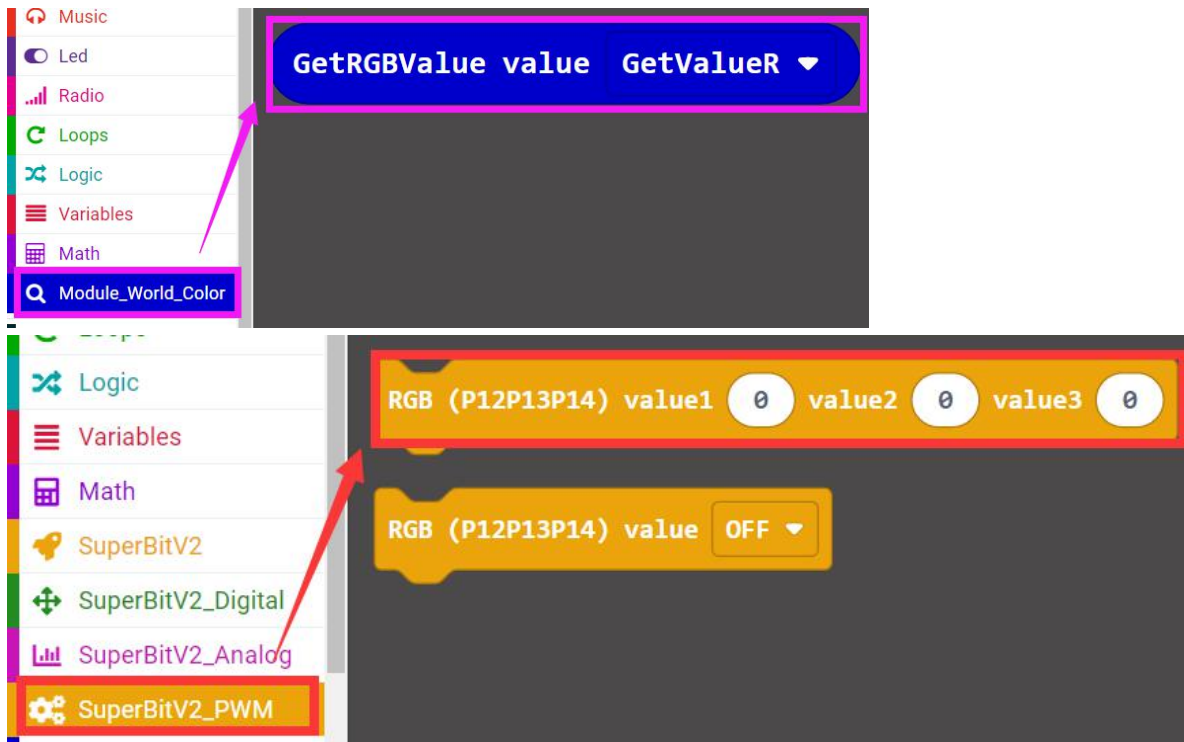 Music
Led
Radio
Loops
Logic
Variables
Math
Module_World_Color
GetRGBValue value GetValueR
Logic
Variables
Math
SuperBitV2
SuperBitV2_Digital
SuperBitV2_Analog
SuperBitV2_PWM
RGB (P12P13P14) value1 0 value2 0 value3 0
RGB (P12P13P14) value OFF